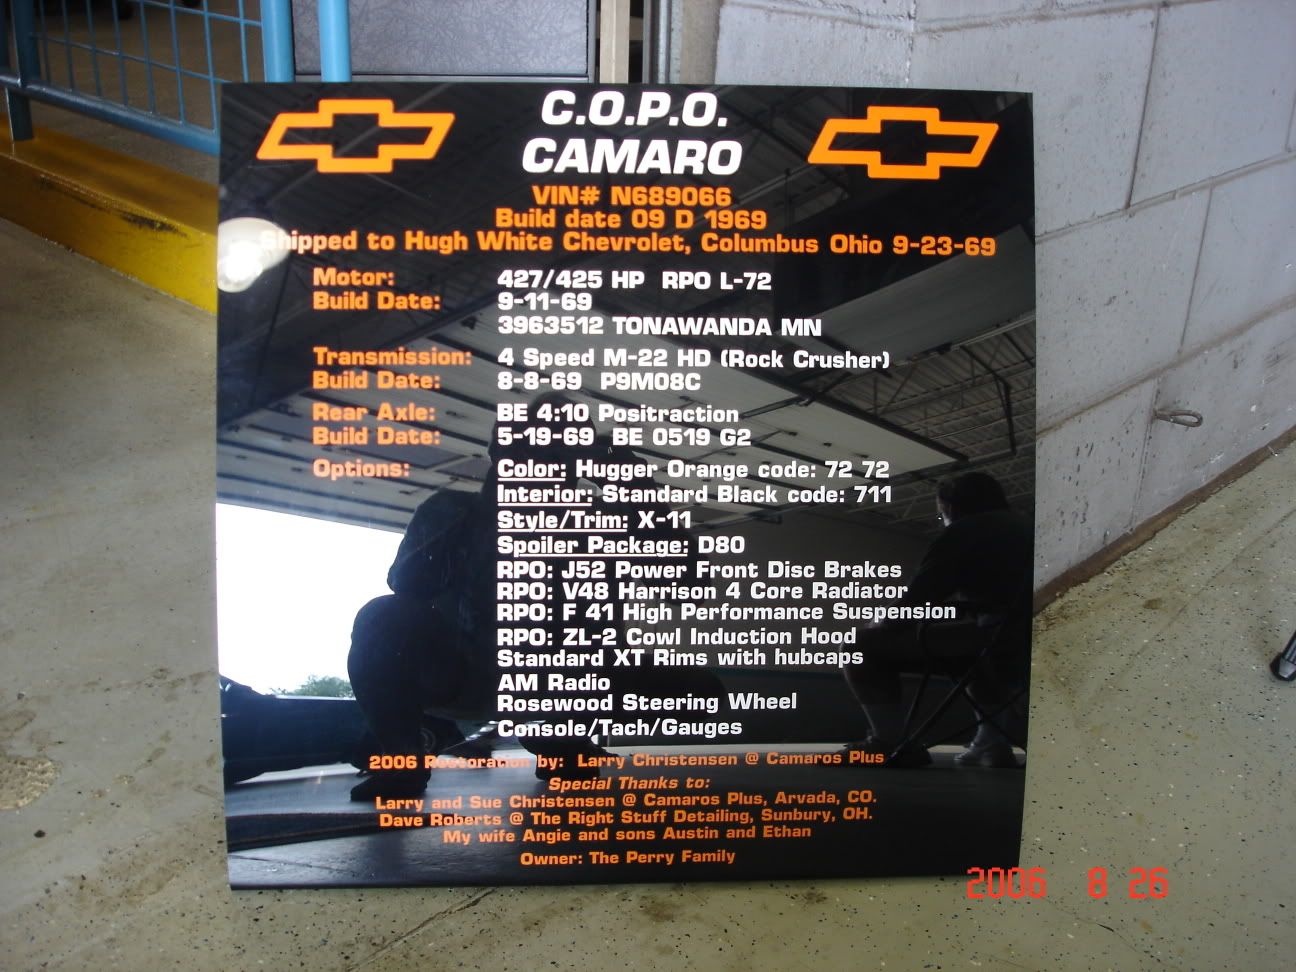 C.O.P.O.
CAMARO
VIN# N689066
Build date 09 D 1969
Shipped to Hugh White Chevrolet, Columbus Ohio 9-23-69
Motor: 427/425 HP RPO L-72
Build Date: 9-11-69
3963512 TONAWANDA MN
Transmission: 4 Speed M-22 HD (Rock Crusher)
Build Date: 8-8-69 P9M08C
Rear Axle: BE 4:10 Positraction
Build Date: 5-19-69 BE 0519 G2
Options: Color: Hugger Orange code: 72 72
Interior: Standard Black code: 711
Style/Trim: X-11
Spoiler Package: D80
RPO: J52 Power Front Disc Brakes
RPO: V48 Harrison 4 Core Radiator
RPO: F 41 High Performance Suspension
RPO: ZL-2 Cowl Induction Hood
Standard XT Rims with hubcaps
AM Radio
Rosewood Steering Wheel
Console/Tach/Gauges
2006 Restoration by: Larry Christensen @ Camaros Plus
Special Thanks to:
Larry and Sue Christensen @ Camaros Plus, Arvada, CO.
Dave Roberts @ The Right Stuff Detailing, Sunbury, OH.
My wife Angie and sons Austin and Ethan
Owner: The Perry Family
2006 8 26